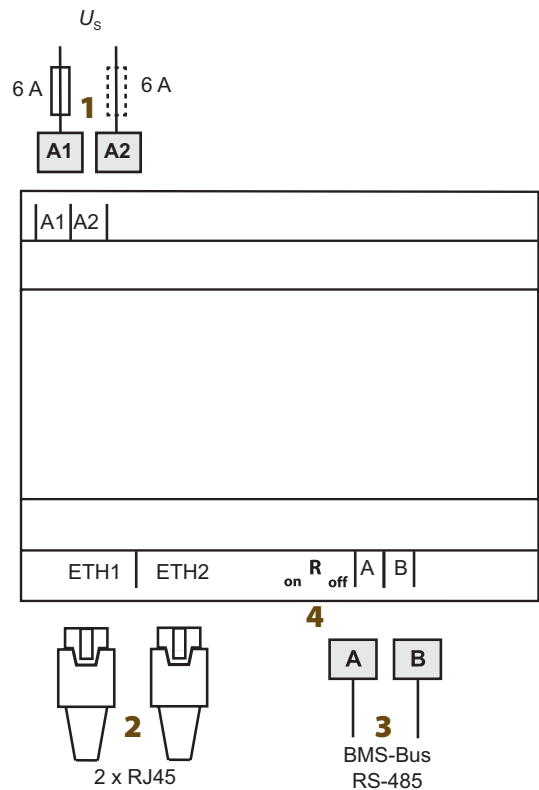 Us
6 A
1
6 A
A1 A2
A1 A2
ETH1 ETH2 on R off A B
4
A B
2 3
2 x RJ45
BMS-Bus
RS-485